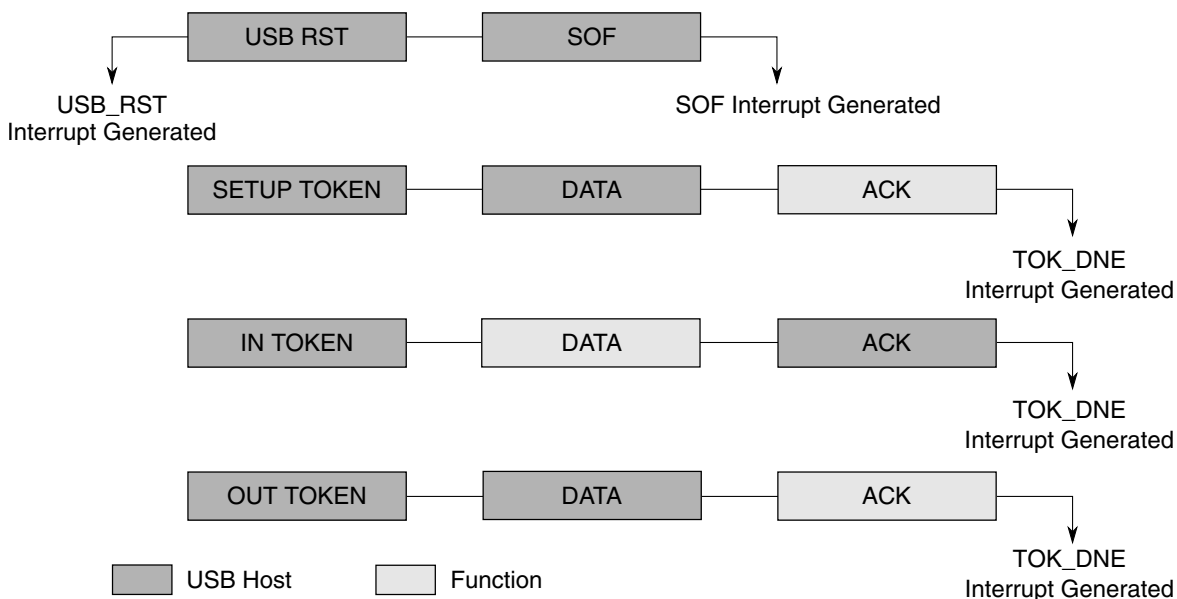 USB RST
SOF
USB_RST
Interrupt Generated
SOF Interrupt Generated
SETUP TOKEN
DATA
ACK
TOK_DNE
Interrupt Generated
IN TOKEN
DATA
ACK
TOK_DNE
Interrupt Generated
OUT TOKEN
DATA
ACK
TOK_DNE
Interrupt Generated
USB Host
Function